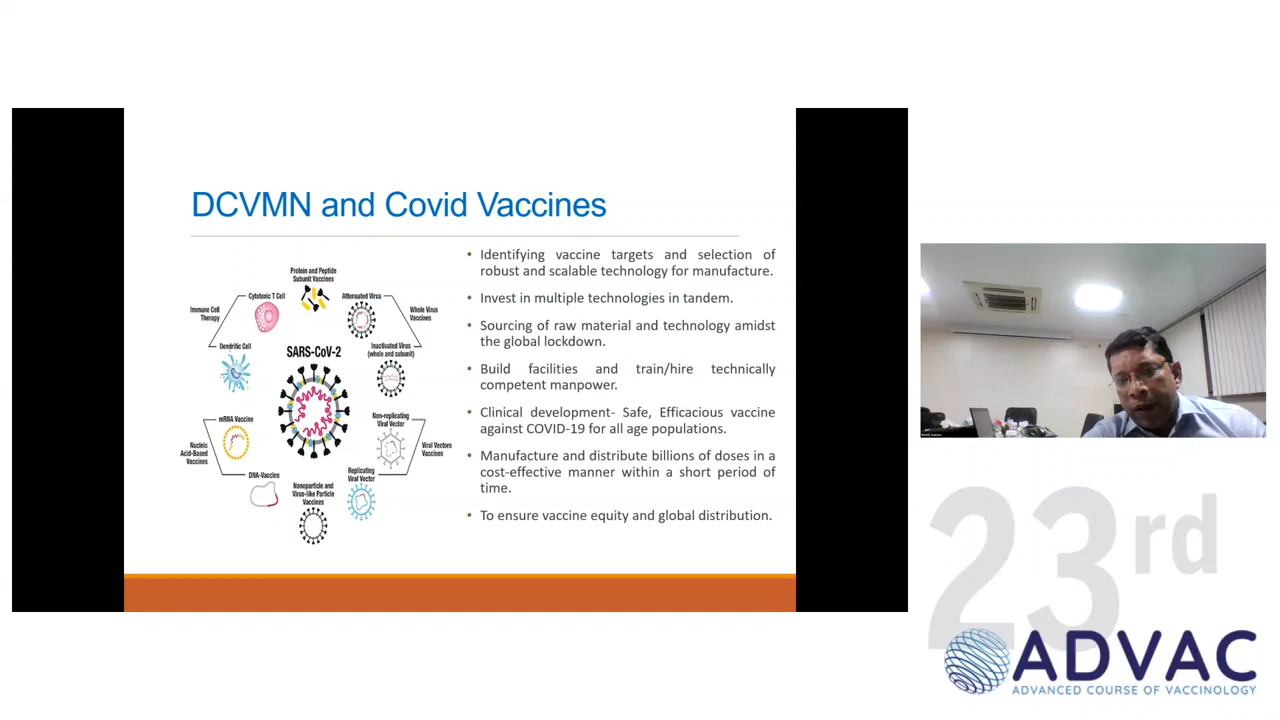 DCVMN and Covid Vaccines
Protein and Peptide
Subunit Vaccines
Cytotoxic T Cell
Attenuated Virus
Immune Cell
Therapy
Whole Virus
Vaccines
Dendritic Cell
SARS-CoV-2
Inactivated Virus
(whole and subunit)
mRNA Vaccine
Non-replicating
Viral Vector
Nucleic
Acid-Based
Vaccines
Viral Vectors
Vaccines
DNA-Vaccine
Replicating
Viral Vector
Nanoparticle and
Virus-like Particle
Vaccines
• Identifying vaccine targets and selection of
robust and scalable technology for manufacture.
• Invest in multiple technologies in tandem.
• Sourcing of raw material and technology amidst
the global lockdown.
• Build facilities and train/hire technically
competent manpower.
• Clinical development- Safe, Efficacious vaccine
against COVID-19 for all age populations.
• Manufacture and distribute billions of doses in a
cost-effective manner within a short period of
time.
• To ensure vaccine equity and global distribution.
23rd
ADVAC
ADVANCED COURSE OF VACCINOLOGY